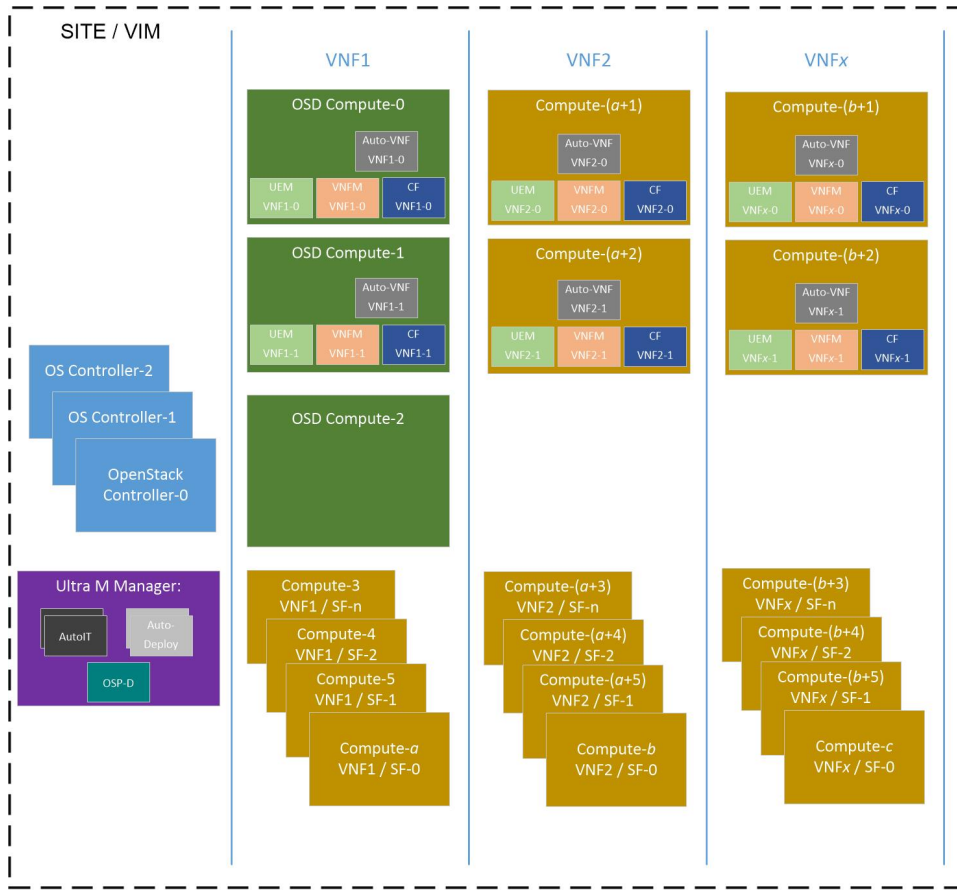 SITE / VIM
OS Controller-2
OS Controller-1
OpenStack
Controller-0
Ultra M Manager:
AutoIT
Auto-
Deploy
OSP-D
VNF1
OSD Compute-0
Auto-VNF
VNF1-0
UEM
VNF1-0
VNFM
VNF1-0
CF
VNF1-0
OSD Compute-1
Auto-VNF
VNF1-1
UEM
VNF1-1
VNFM
VNF1-1
CF
VNF1-1
OSD Compute-2
Compute-3
VNF1 / SF-n
Compute-4
VNF1 / SF-2
Compute-5
VNF1 / SF-1
Compute-a
VNF1 / SF-0
VNF2
Compute-(a+1)
Auto-VNF
VNF2-0
UEM
VNF2-0
VNFM
VNF2-0
CF
VNF2-0
Compute-(a+2)
Auto-VNF
VNF2-1
UEM
VNF2-1
VNFM
VNF2-1
CF
VNF2-1
Compute-(a+3)
VNF2 / SF-n
Compute-(a+4)
VNF2 / SF-2
Compute-(a+5)
VNF2 / SF-1
Compute-b
VNF2 / SF-0
VNFx
Compute-(b+1)
Auto-VNF
VNFx-0
UEM
VNFx-0
VNFM
VNFx-0
CF
VNFx-0
Compute-(b+2)
Auto-VNF
VNFx-1
UEM
VNFx-1
VNFM
VNFx-1
CF
VNFx-1
Compute-(b+3)
VNFx / SF-n
Compute-(b+4)
VNFx / SF-2
Compute-(b+5)
VNFx / SF-1
Compute-c
VNFx / SF-0